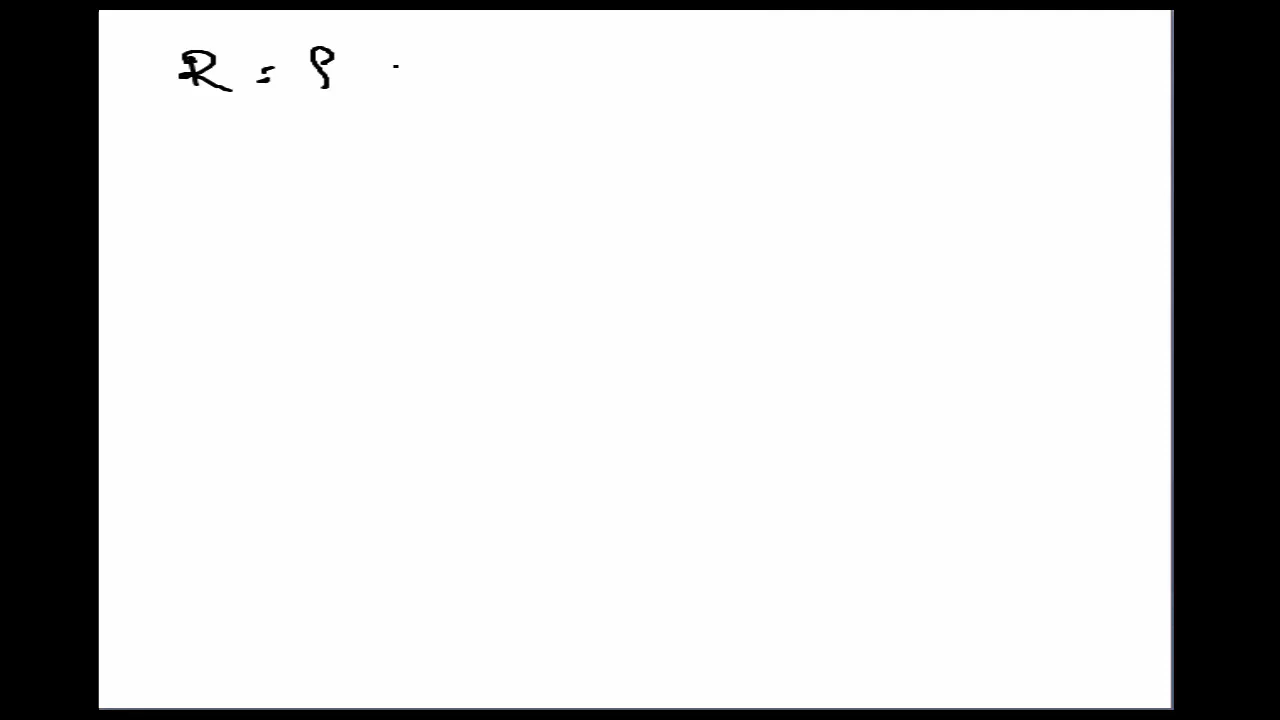 R = ρ